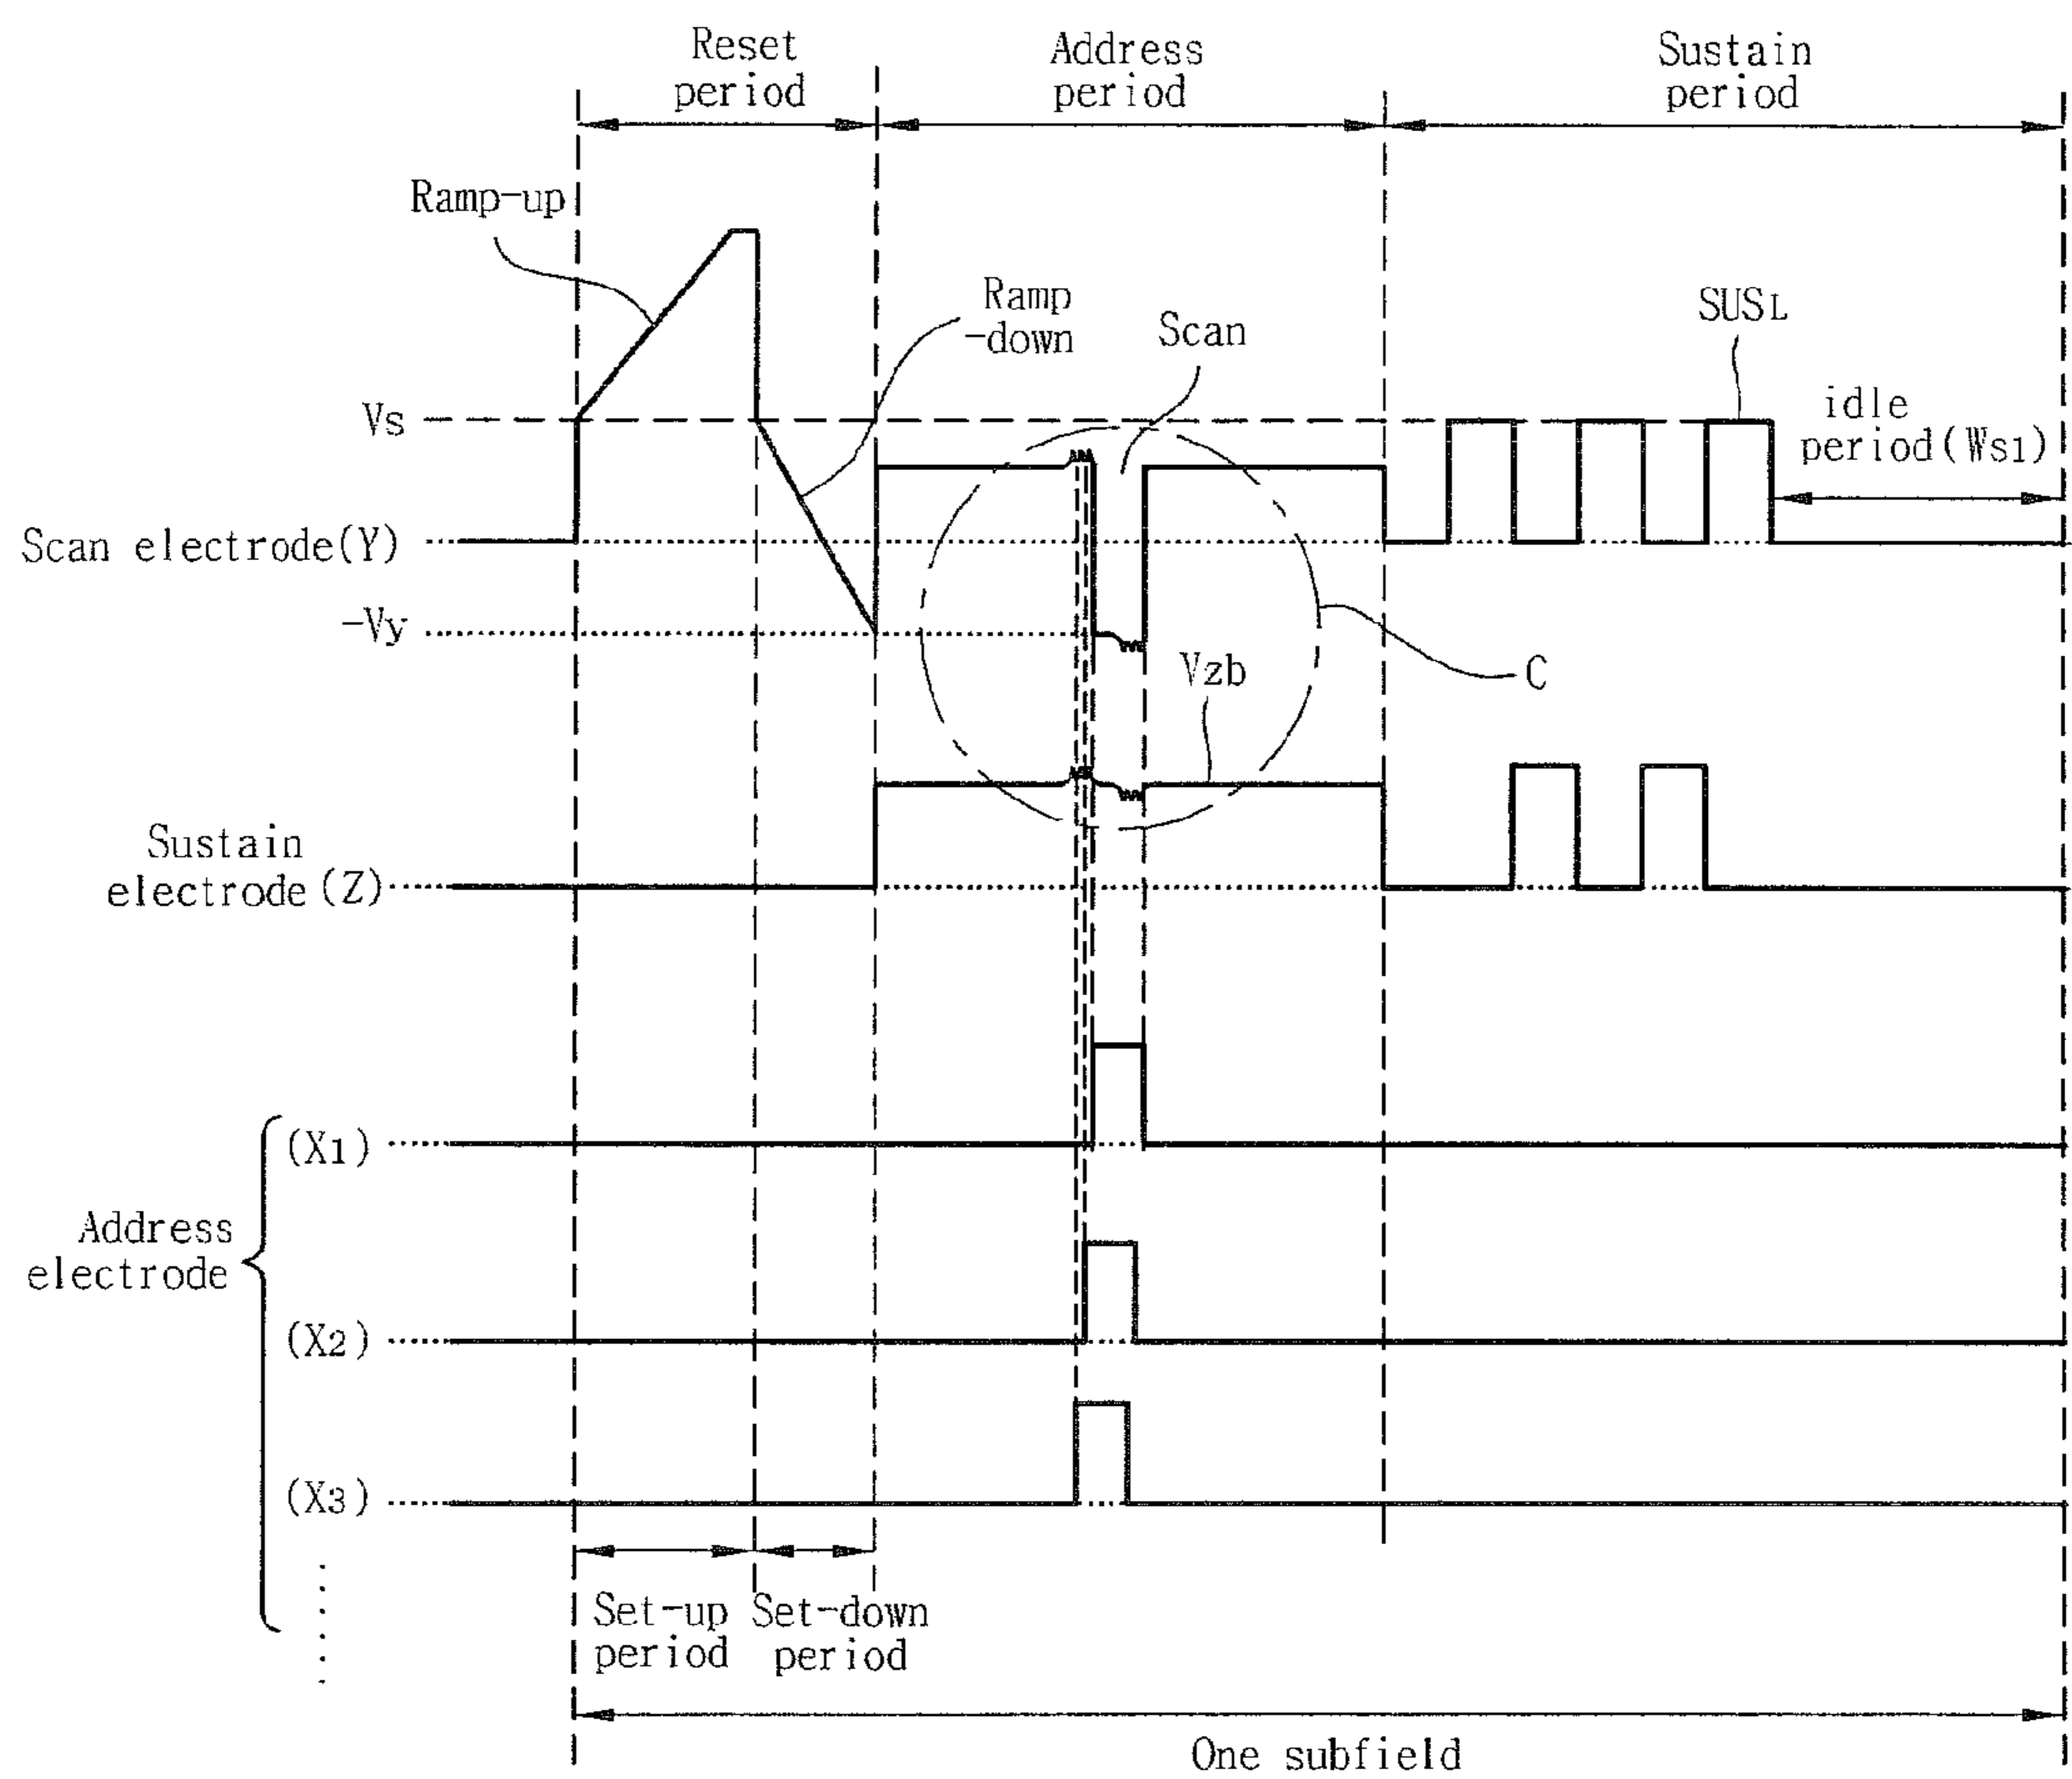 Reset
period
Address
period
Sustain
period
Ramp-up
Ramp
-down
Scan
SUSL
Vs
idle
period(Ws1)
Scan electrode(Y)
-Vy
Vzb
C
Sustain
electrode(Z)
(X1)
Address
electrode
(X2)
(X3)
Set-up
period
Set-down
period
One subfield